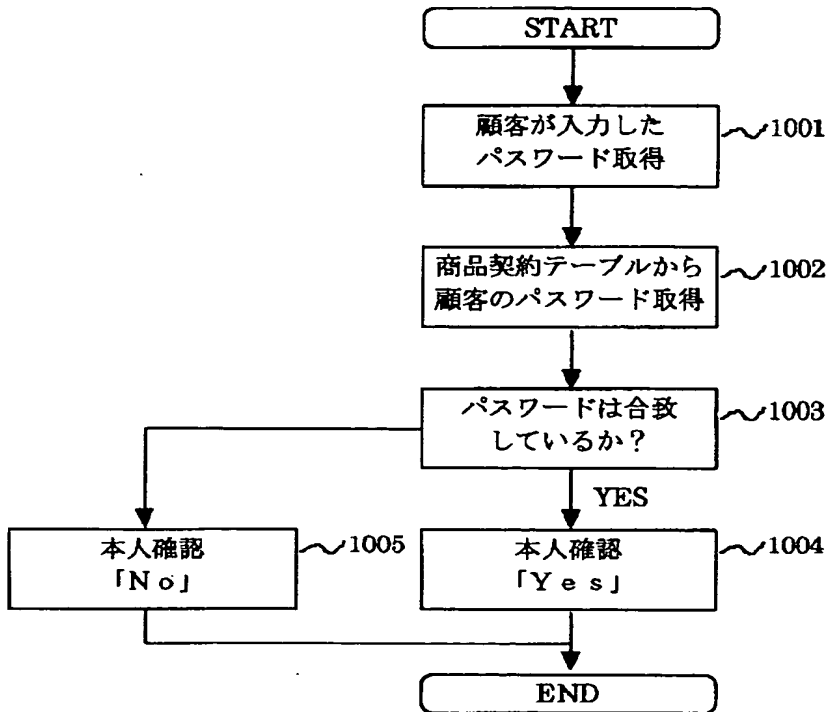 START
顧客が入力した
パスワード取得
1001
商品契約テーブルから
顧客のパスワード取得
1002
パスワードは合致
しているか？
1003
YES
本人確認
「No」
1005
本人確認
「Yes」
1004
END